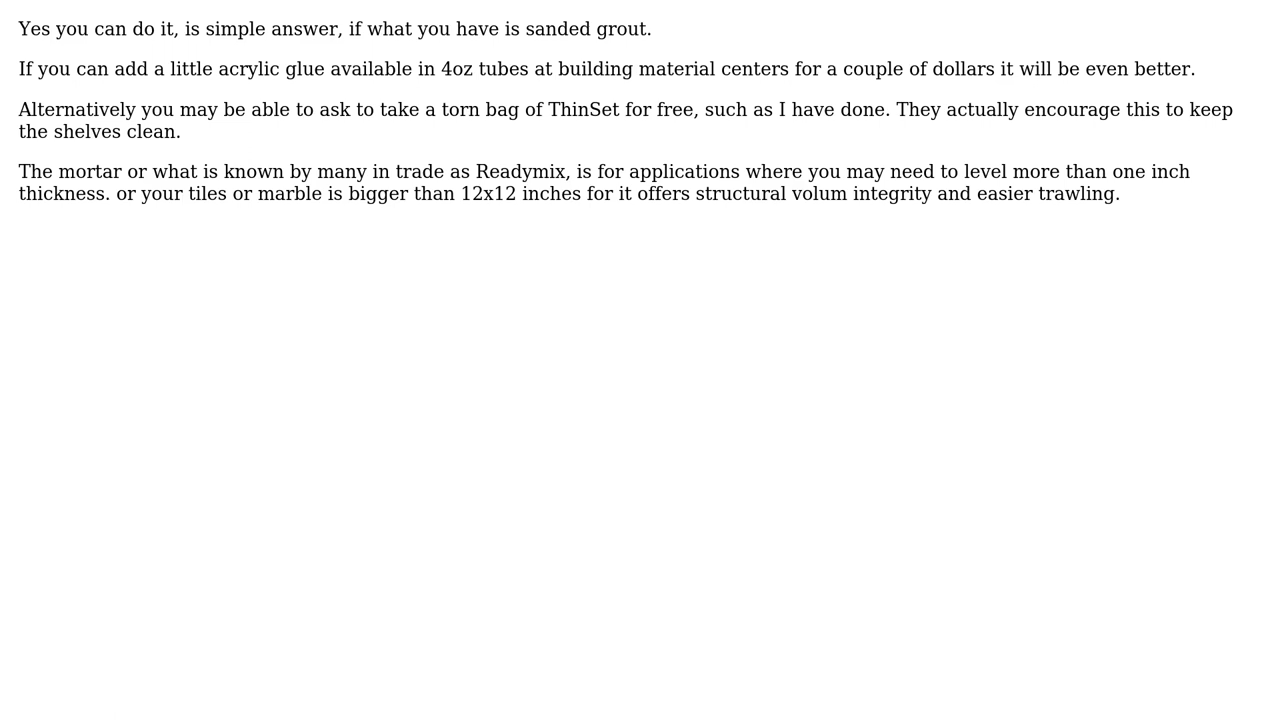 Yes you can do it, is simple answer, if what you have is sanded grout.
If you can add a little acrylic glue available in 4oz tubes at building material centers for a couple of dollars it will be even better.
Alternatively you may be able to ask to take a torn bag of ThinSet for free, such as I have done. They actually encourage this to keep
the shelves clean.
The mortar or what is known by many in trade as Readymix, is for applications where you may need to level more than one inch
thickness. or your tiles or marble is bigger than 12x12 inches for it offers structural volum integrity and easier trawling.